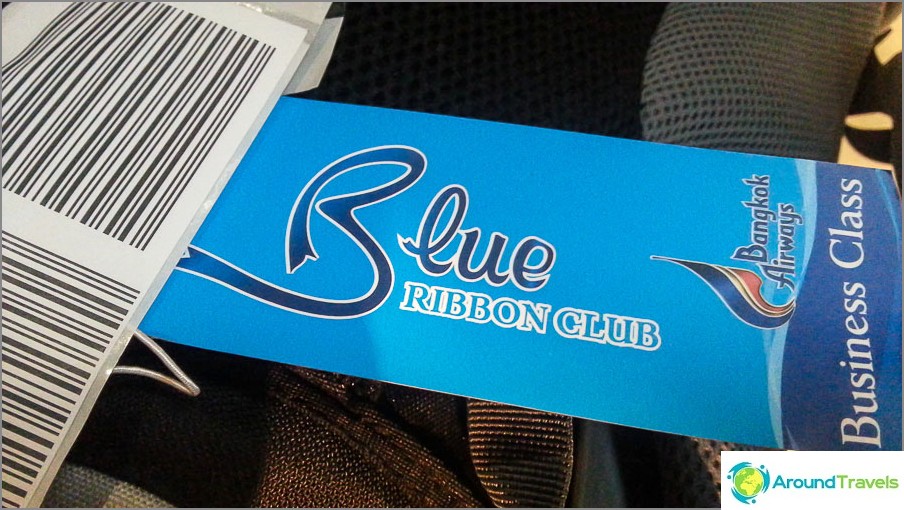 Blue
RIBBON CLUB
Bangkok
Airways
Business Class
AroundTravels